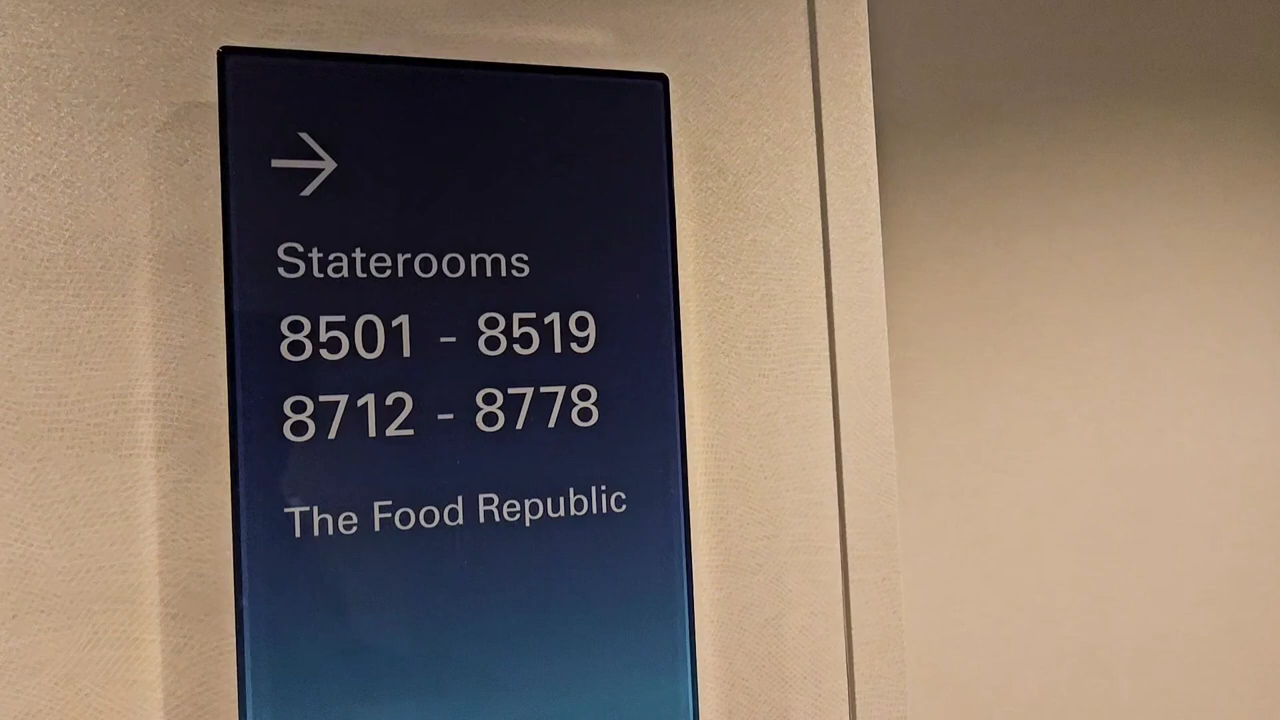 →
Staterooms
8501 - 8519
8712 - 8778
The Food Republic